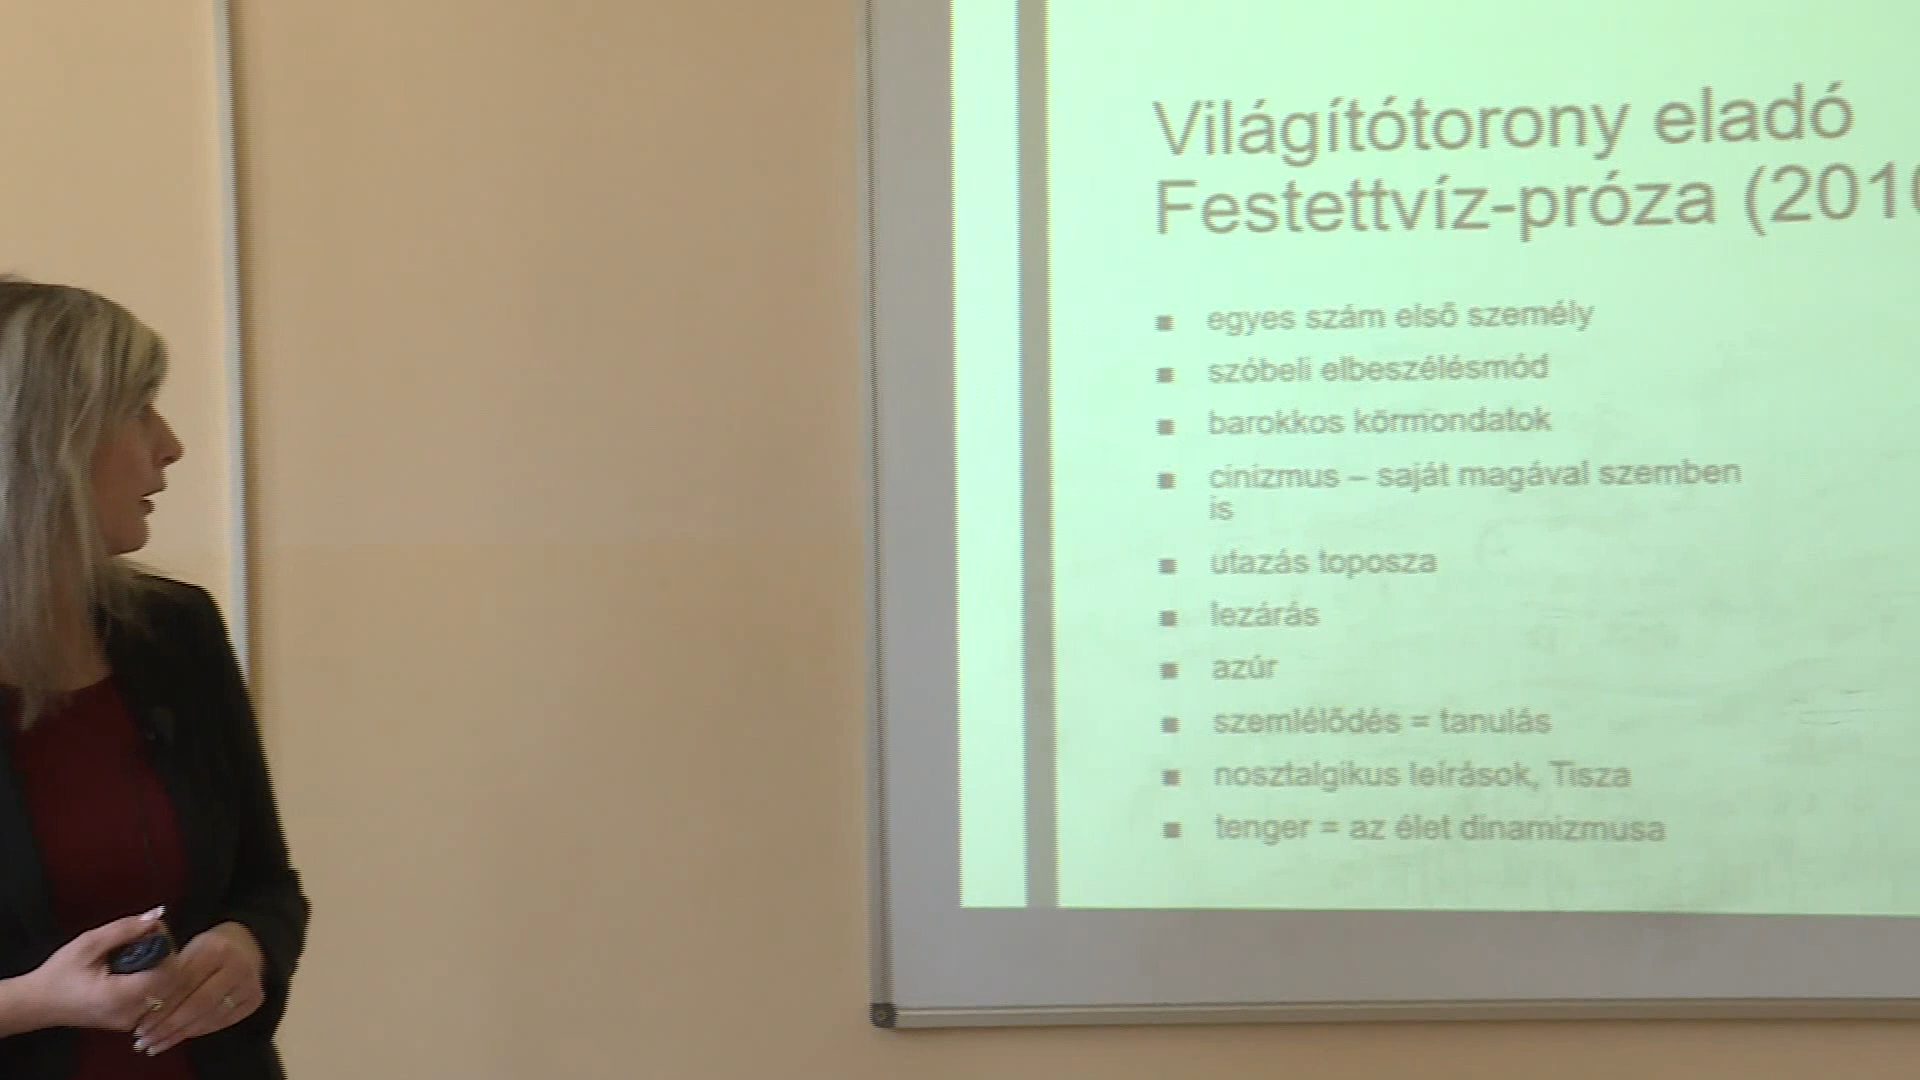 Világítótorony eladó
Festettvíz-próza (2010
■ egyes szám első személy
■ szóbeli elbeszélésmód
■ barokkos körmondatok
■ cinizmus – saját magával szemben
is
■ utazás toposza
■ lezárás
■ azúr
■ szemlélődés = tanulás
■ nosztalgikus leírások, Tisza
■ tenger = az élet dinamizmusa